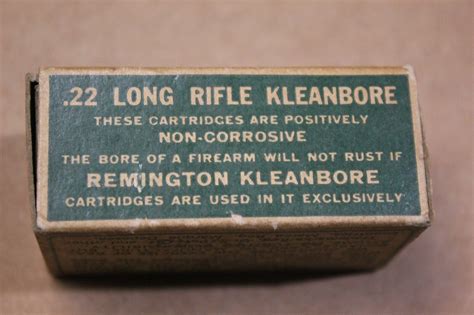 .22 LONG RIFLE KLEANBORE
THESE CARTRIDGES ARE POSITIVELY
NON-CORROSIVE
THE BORE OF A FIREARM WILL NOT RUST IF
REMINGTON KLEANBORE
CARTRIDGES ARE USED IN IT EXCLUSIVELY